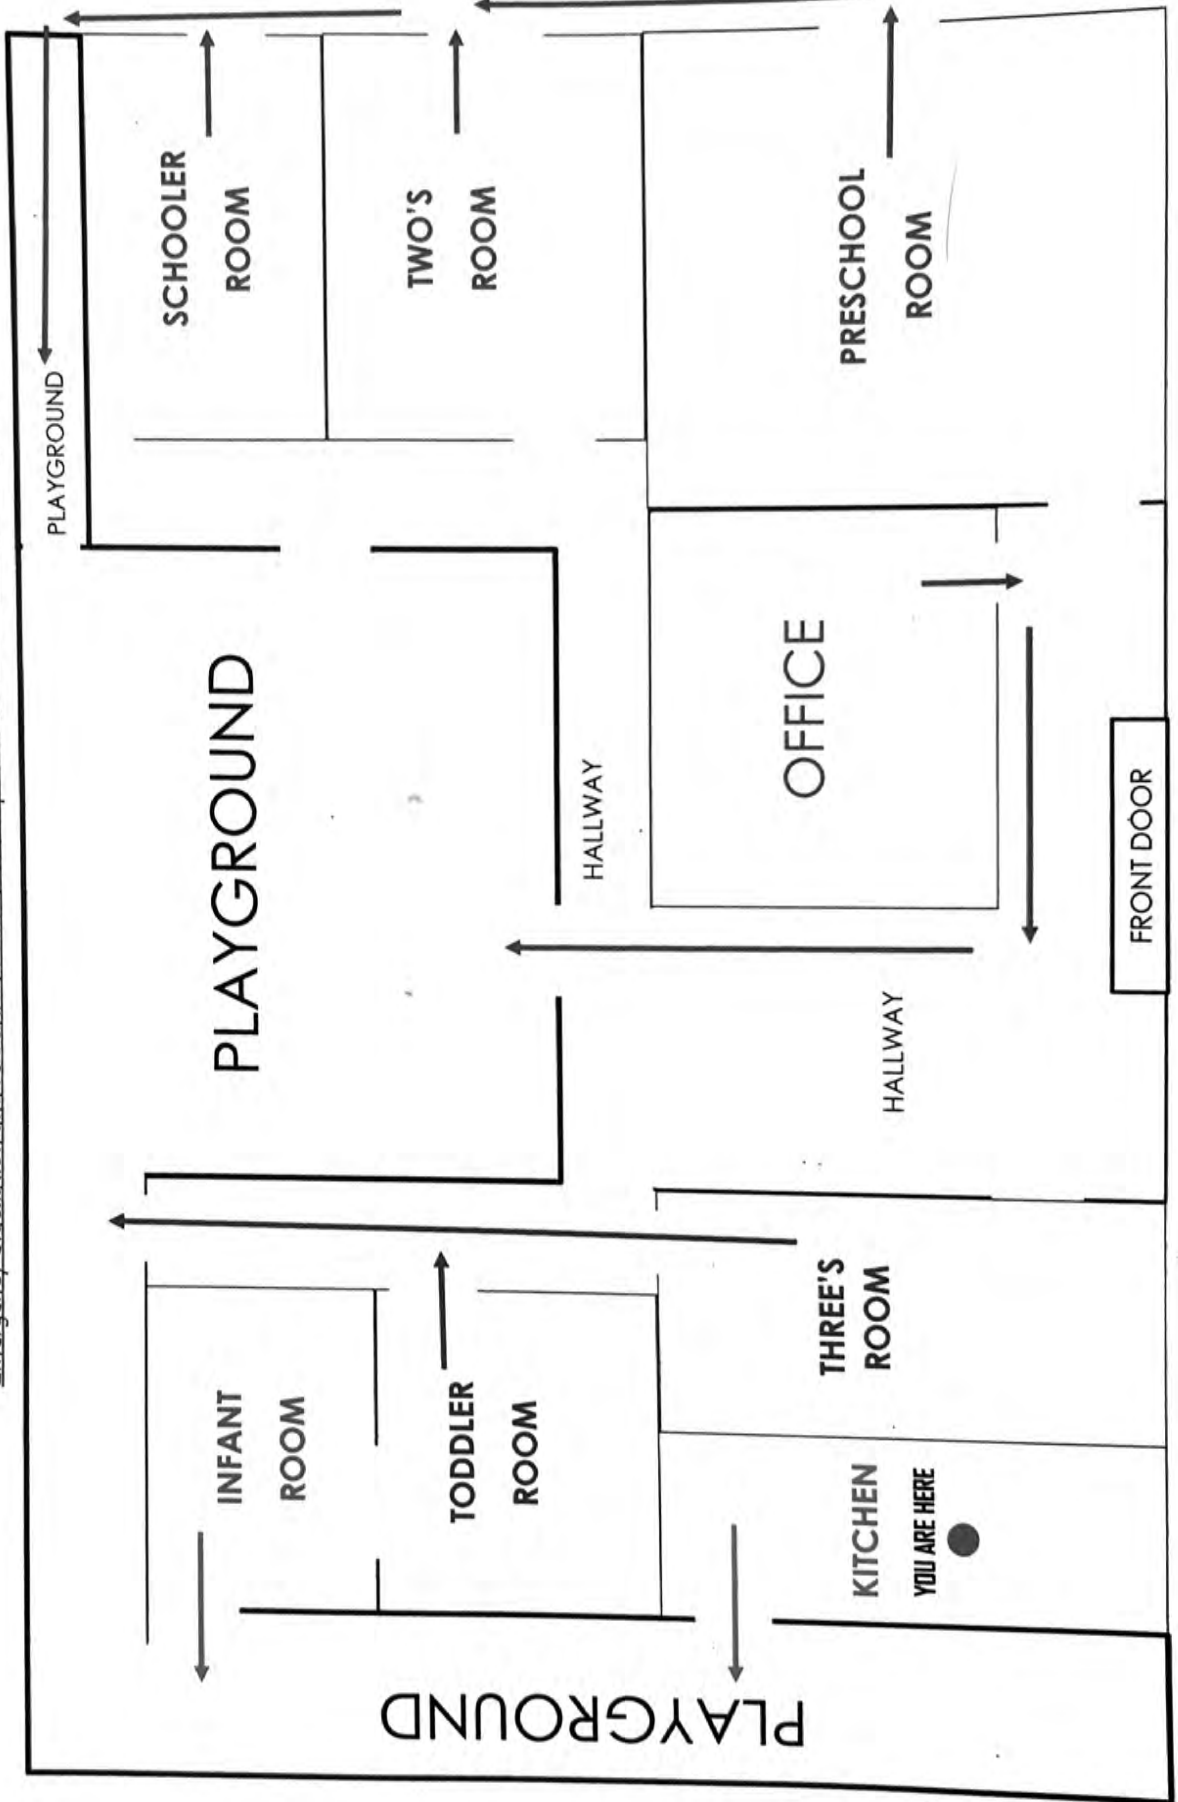 PLAYGROUND
INFANT
ROOM
PLAYGROUND
SCHOOLER
ROOM
PLAYGROUND
TODDLER
ROOM
TWO'S
ROOM
HALLWAY
KITCHEN
YOU ARE HERE
THREE'S
ROOM
HALLWAY
OFFICE
PRESCHOOL
ROOM
FRONT DOOR